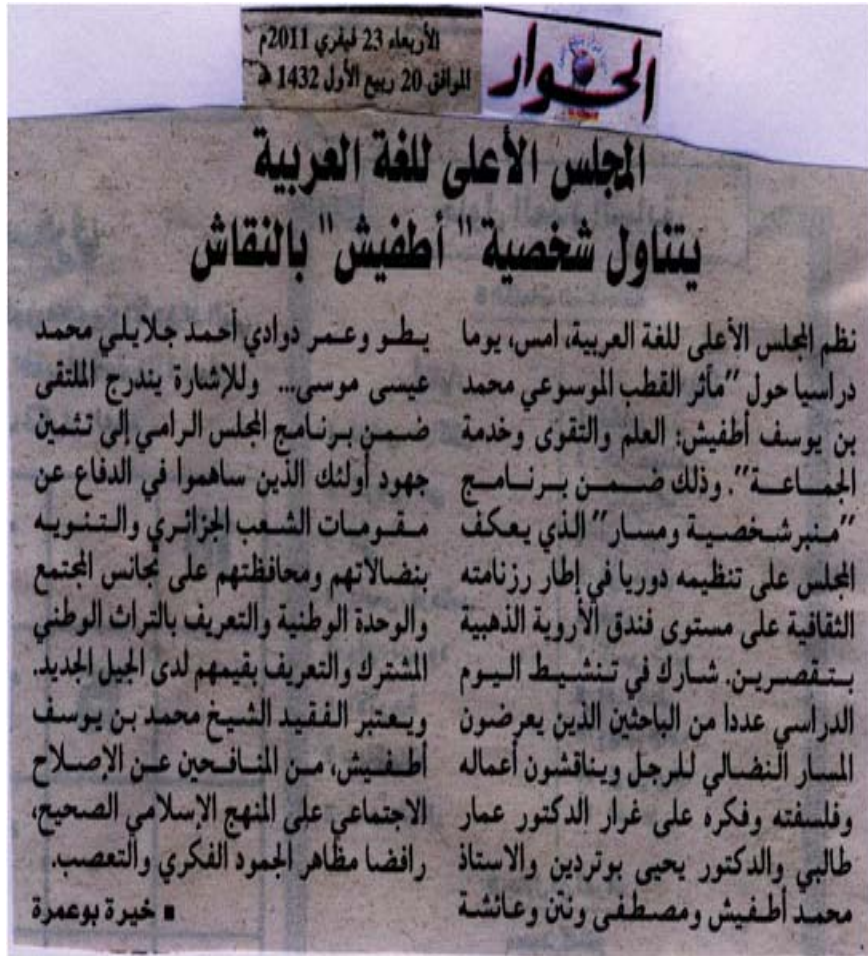 الحوار
الأربعاء 23 فيفري 2011م
الموافق 20 ربيع الأول 1432 هـ
المجلس الأعلى للغة العربية
يتناول شخصية "أطفيش" بالنقاش
نظم المجلس الأعلى للغة العربية، امس، يوما
دراسيا حول "مأثر القطب الموسوعي محمد
بن يوسف أطفيش؛ العلم والتقوى وخدمة
الجماعة". وذلك ضمن برنامج
"منبر شخصية ومسار" الذي يعكف
المجلس على تنظيمه دوريا في إطار رزنامته
الثقافية على مستوى فندق الأروية الذهبية
بتقصرين. شارك في تنشيط اليوم
الدراسي عددا من الباحثين الذين يعرضون
المسار النضالي للرجل ويناقشون أعماله
وفلسفته وفكره على غرار الدكتور عمار
طالبي والدكتور يحيى بوتردين والاستاذ
محمد أطفيش ومصطفى ونتن وعائشة
يطو وعمر دوادي أحمد جلايلي محمد
عيسى موسى... وللإشارة يندرج الملتقى
ضمن برنامج المجلس الرامي إلى تثمين
جهود أولئك الذين ساهموا في الدفاع عن
مقومات الشعب الجزائري والتنويه
بنضالاتهم ومحافظتهم على تجانس المجتمع
والوحدة الوطنية والتعريف بالتراث الوطني
المشترك والتعريف بقيمهم لدى الجيل الجديد.
ويعتبر الفقيد الشيخ محمد بن يوسف
أطفيش، من المنافحين عن الإصلاح
الاجتماعي على المنهج الإسلامي الصحيح،
رافضا مظاهر الجمود الفكري والتعصب.
■ خيرة بوعمرة